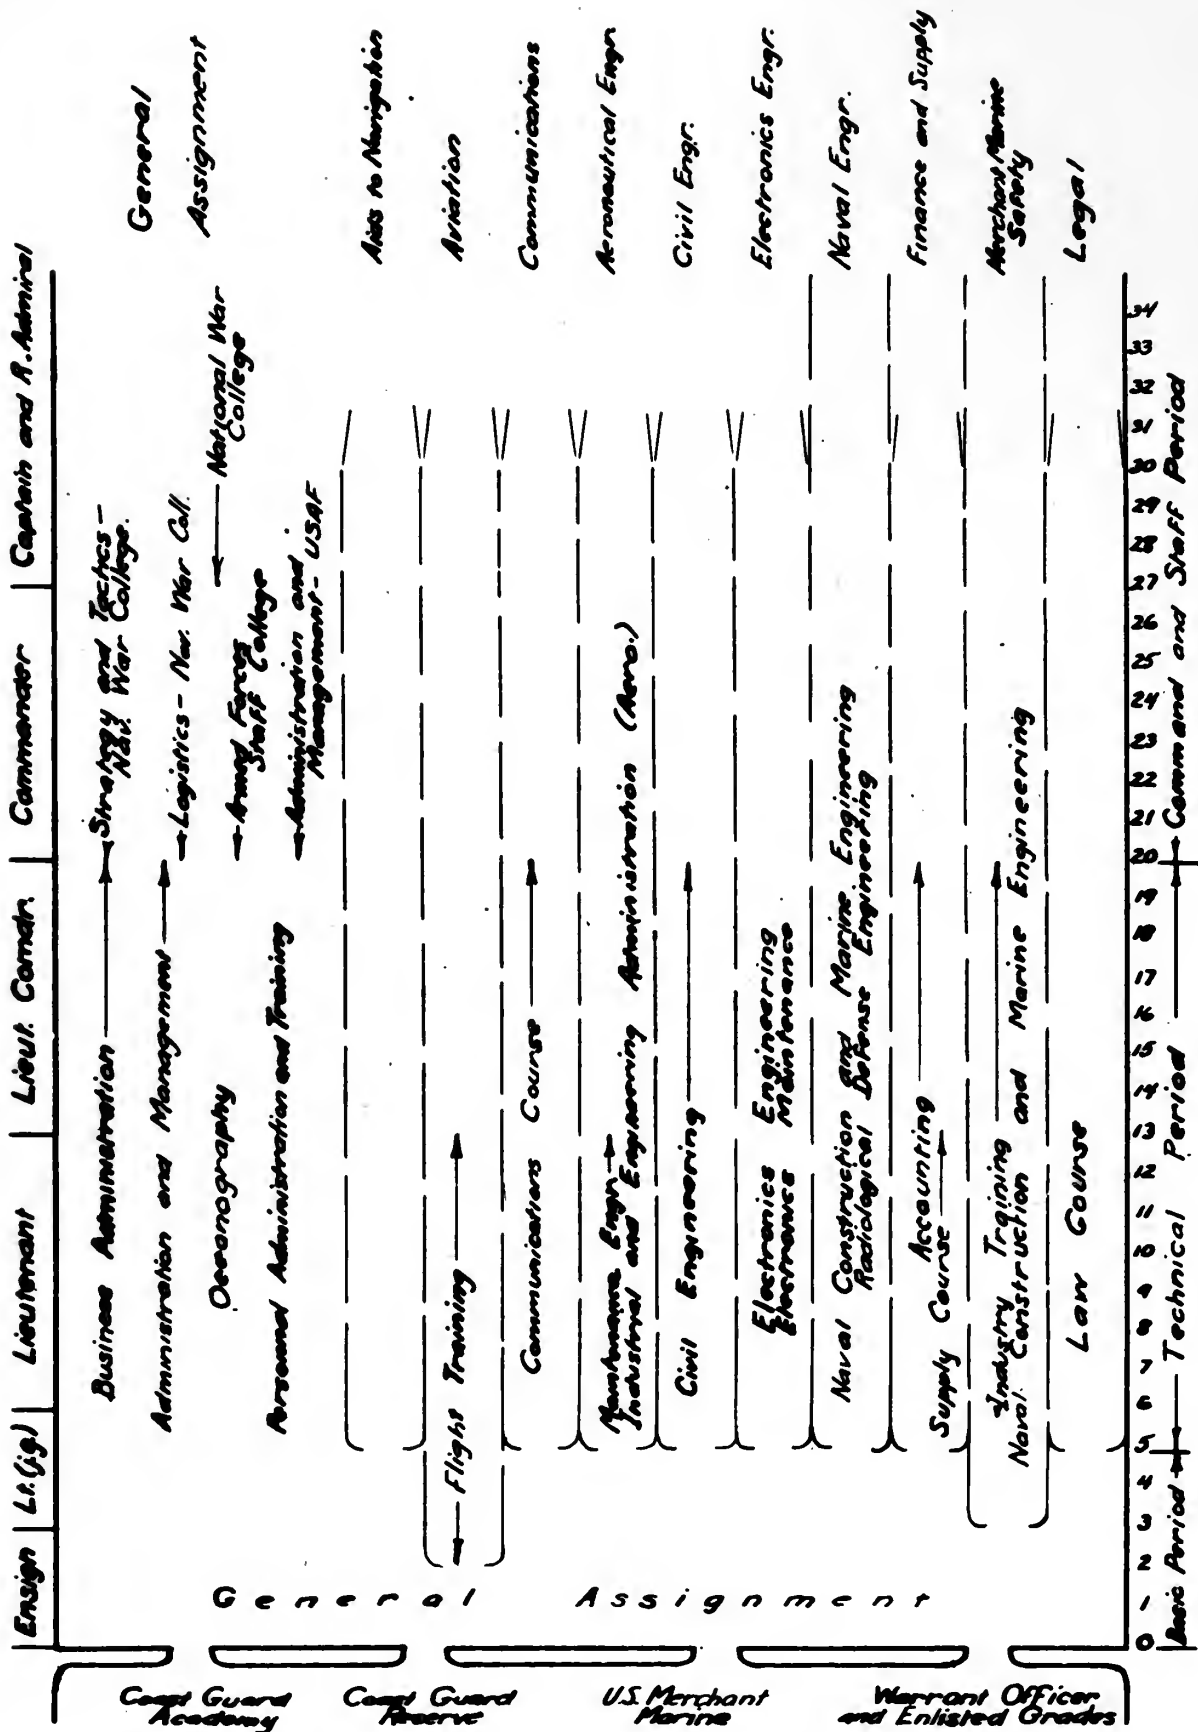 Ensign
Lt.(j.g.)
Lieutenant
Lieut. Comdr.
Commander
Captain and R. Admiral
Coast Guard
Academy
Coast Guard
Reserve
U.S. Merchant
Marine
Warrant Officer
and Enlisted Grades
General Assignment
Business Administration
Strategy and Tactics-
Nav. War College.
Administration and Management
Logistics- Nav. War Coll.
Oceanography
Armed Forces
Staff College
National War
College
Personnel Administration and Training
Administration and
Management- USAF
General
Assignment
Aids to Navigation
Flight Training
Aviation
Communications Course
Communications
Maintenance Engr.
Industrial and Engineering Administration (Aero.)
Aeronautical Engr.
Civil Engineering
Civil Engr.
Electronics Engineering
Electronics Maintenance
Electronics Engr.
Naval Construction and Marine Engineering
Radiological Defense Engineering
Naval Engr.
Accounting
Supply Course
Finance and Supply
Industry Training
Naval Construction and Marine Engineering
Merchant Marine
Safety
Law Course
Legal
0 1 2 3 4 5 6 7 8 9 10 11 12 13 14 15 16 17 18 19 20 21 22 23 24 25 26 27 28 29 30 31 32 33 34
Basic Period
Technical Period
Command and Staff Period